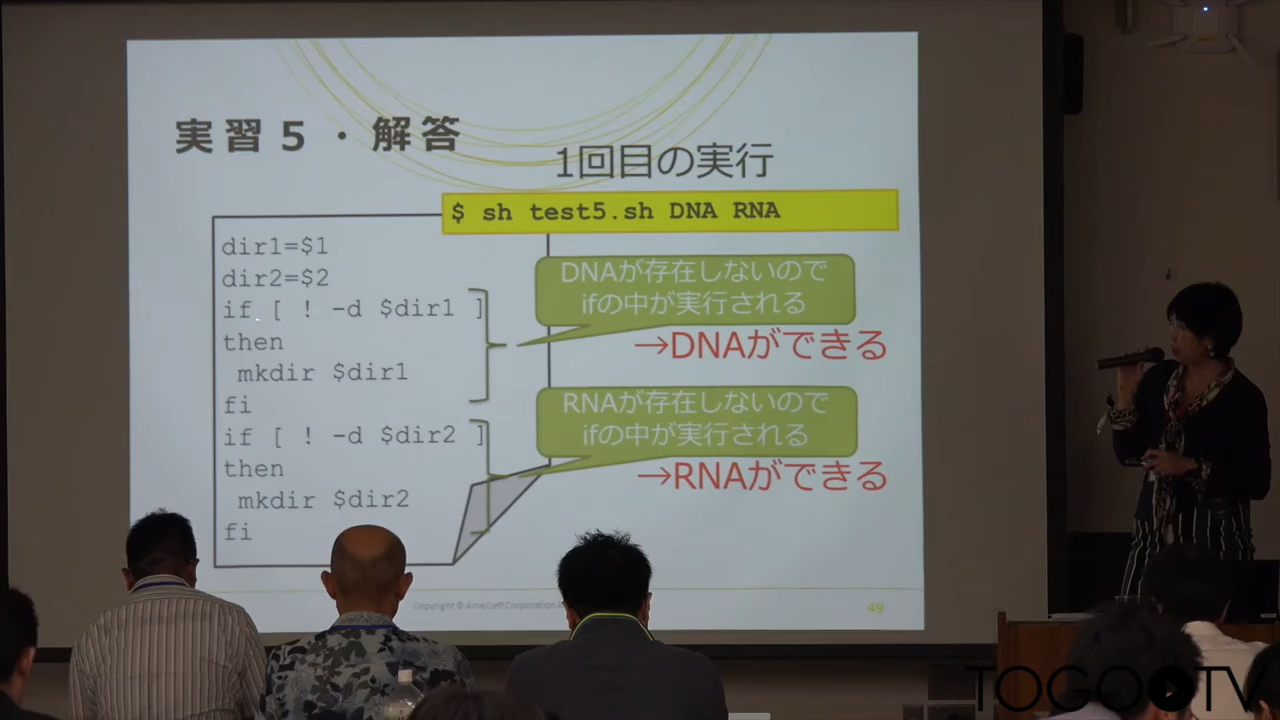 実習５・解答
1回目の実行
$ sh test5.sh DNA RNA
dir1=$1
dir2=$2
if [ ! -d $dir1 ]
then
mkdir $dir1
fi
if [ ! -d $dir2 ]
then
mkdir $dir2
fi
DNAが存在しないので
ifの中が実行される
→DNAができる
RNAが存在しないので
ifの中が実行される
→RNAができる
Copyright © Amelieff Corporation
49
TOGOTV